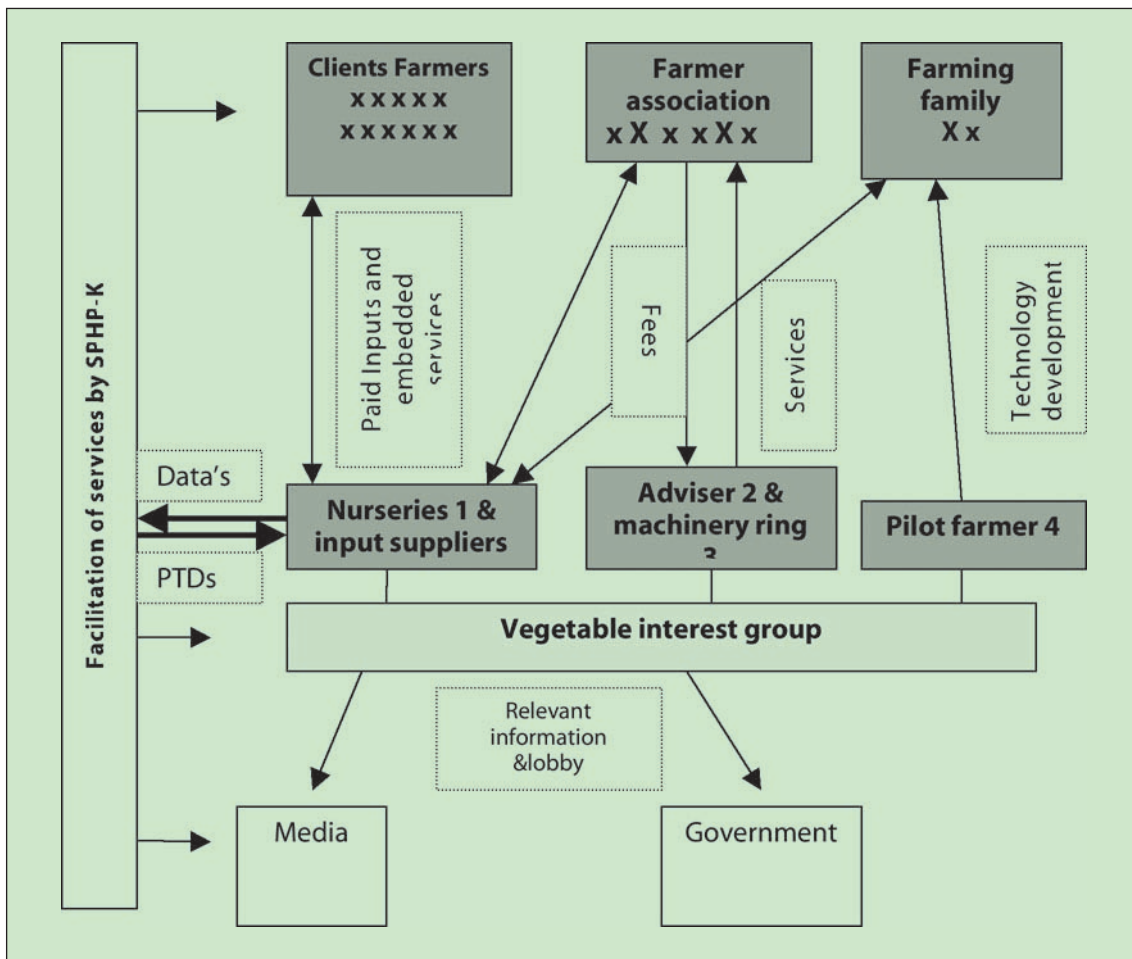 Facilitation of services by SPHP-K
Clients Farmers
x x x x x
x x x x x x
Farmer
association
x X x x X x
Farming
family
X x
Paid Inputs and
embedded
services
Fees
Services
Technology
development
Data's
PTDs
Nurseries 1 &
input suppliers
Adviser 2 &
machinery ring
3
Pilot farmer 4
Vegetable interest group
Relevant
information
&lobby
Media
Government